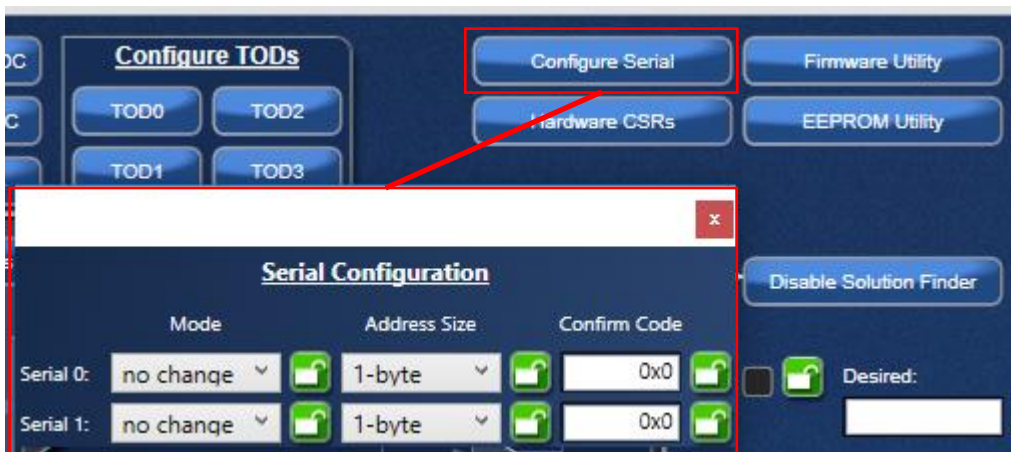 OC
Configure TODs
Configure Serial
Firmware Utility
C
TOD0
TOD2
Hardware CSRs
EEPROM Utility
TOD1
TOD3
x
s
Serial Configuration
Disable Solution Finder
Mode
Address Size
Confirm Code
Serial 0:
no change
1-byte
0x0
Desired:
Serial 1:
no change
1-byte
0x0